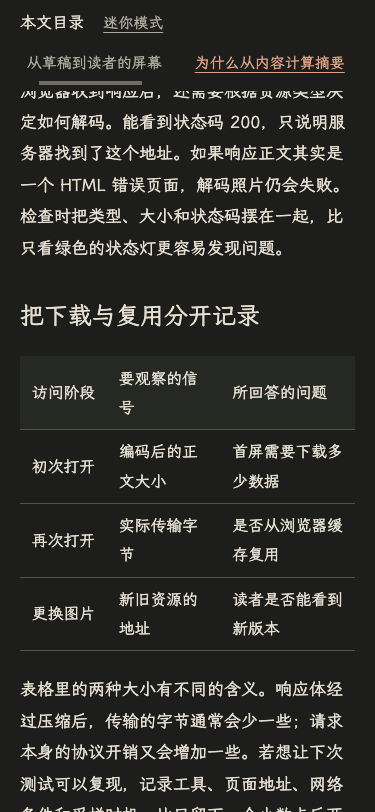 本文目录 迷你模式
从草稿到读者的屏幕 为什么从内容计算摘要
浏览器收到响应后，还需要根据资源类型决
定如何解码。能看到状态码 200，只说明服
务器找到了这个地址。如果响应正文其实是
一个 HTML 错误页面，解码照片仍会失败。
检查时把类型、大小和状态码摆在一起，比
只看绿色的状态灯更容易发现问题。
把下载与复用分开记录
访问阶段 要观察的信号 所回答的问题
初次打开 编码后的正文大小 首屏需要下载多少数据
再次打开 实际传输字节 是否从浏览器缓存复用
更换图片 新旧资源的地址 读者是否能看到新版本
表格里的两种大小有不同的含义。响应体经
过压缩后，传输的字节通常会少一些；请求
本身的协议开销又会增加一些。若想让下次
测试可以复现，记录工具、页面地址、网络